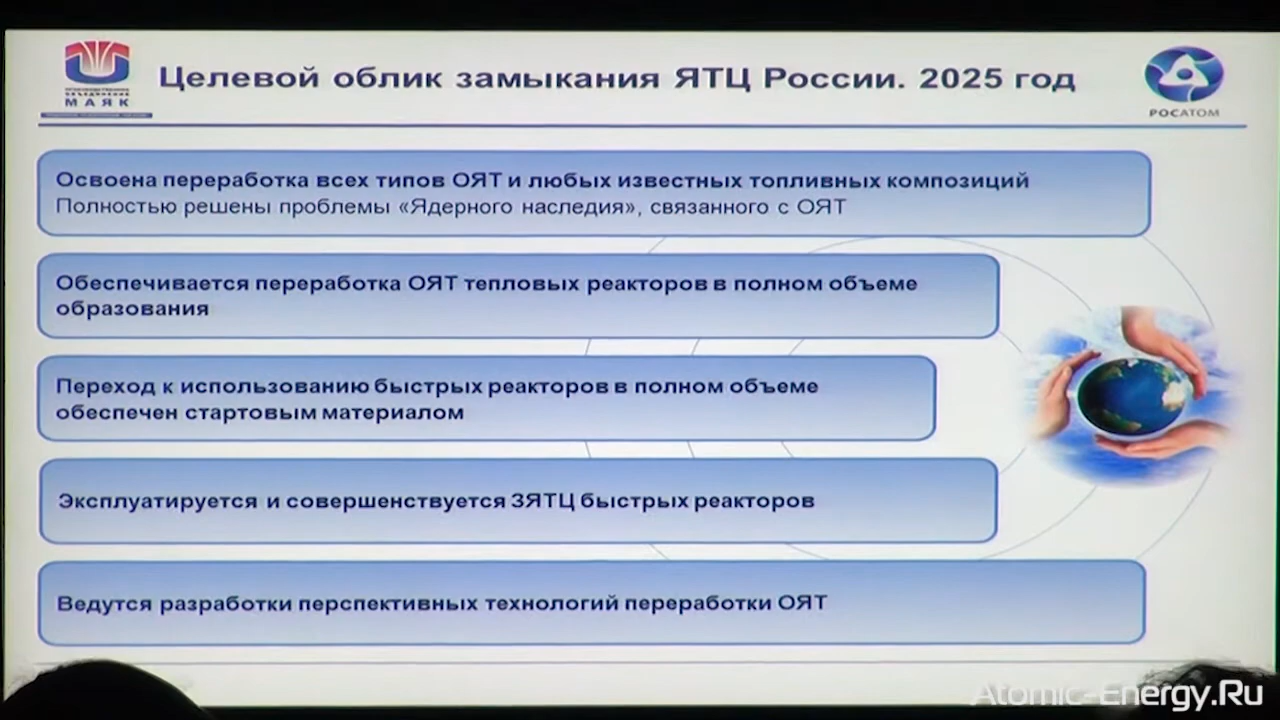 Целевой облик замыкания ЯТЦ России. 2025 год
ПРОИЗВОДСТВЕННОЕ
ОБЪЕДИНЕНИЕ
МАЯК
РОСАТОМ
Освоена переработка всех типов ОЯТ и любых известных топливных композиций
Полностью решены проблемы «Ядерного наследия», связанного с ОЯТ
Обеспечивается переработка ОЯТ тепловых реакторов в полном объеме
образования
Переход к использованию быстрых реакторов в полном объеме
обеспечен стартовым материалом
Эксплуатируется и совершенствуется ЗЯТЦ быстрых реакторов
Ведутся разработки перспективных технологий переработки ОЯТ
Atomic-Energy.Ru